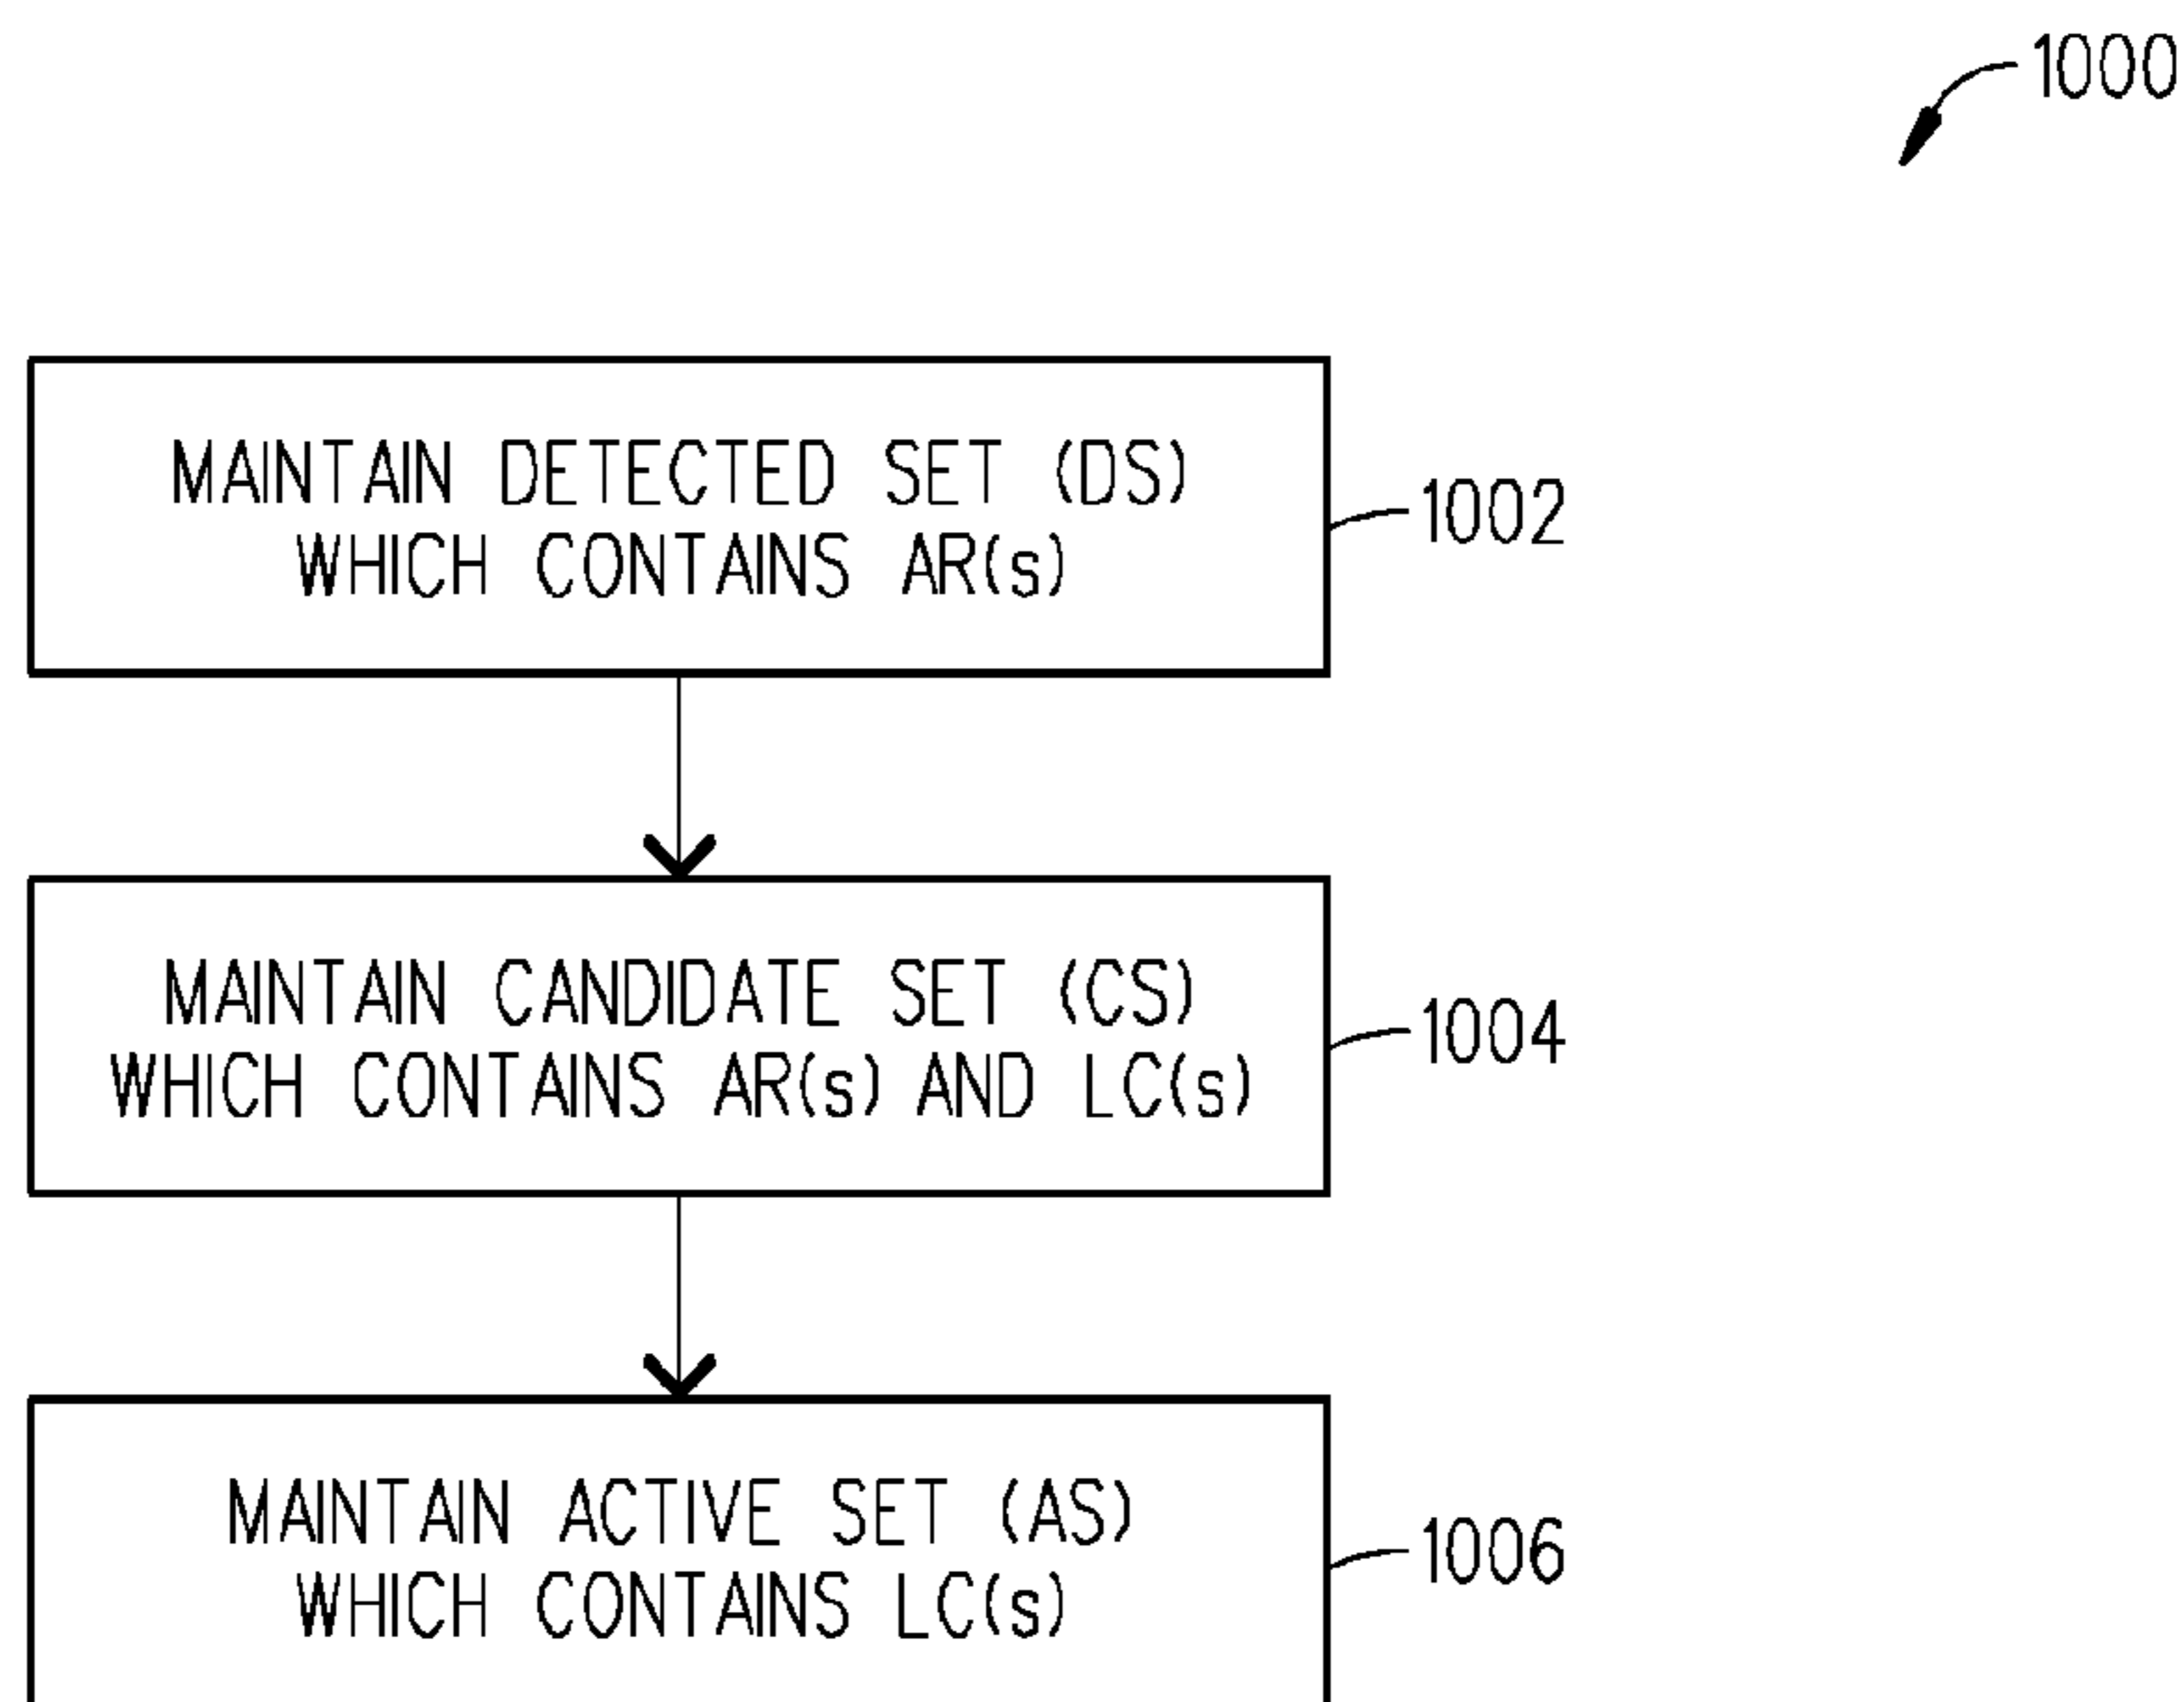 1000
MAINTAIN DETECTED SET (DS)
WHICH CONTAINS AR(s)
1002
MAINTAIN CANDIDATE SET (CS)
WHICH CONTAINS AR(s) AND LC(s)
1004
MAINTAIN ACTIVE SET (AS)
WHICH CONTAINS LC(s)
1006